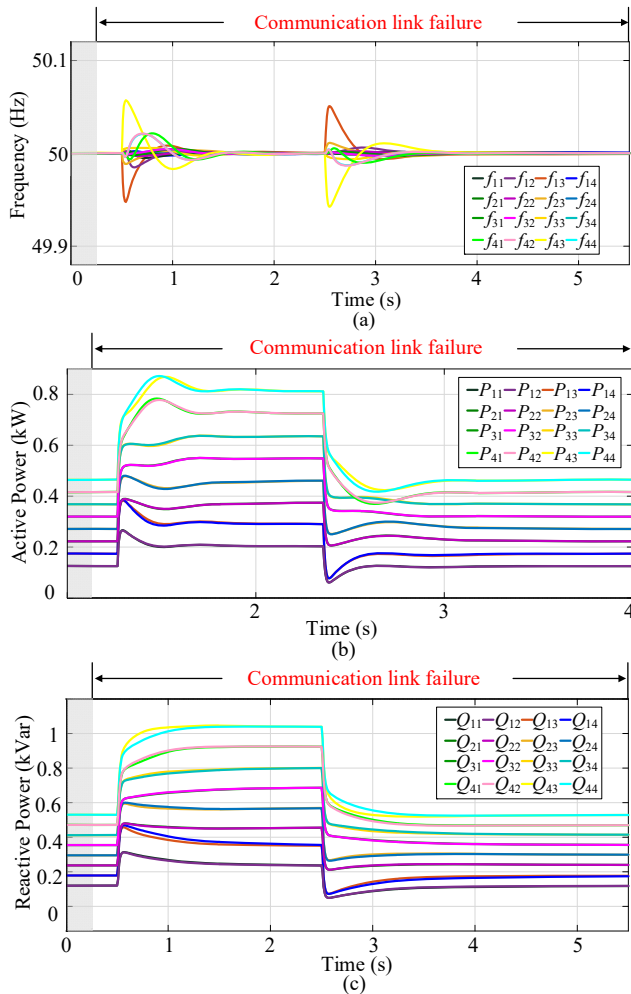 Communication link failure
50.1
50
49.9
Frequency (Hz)
f11 f12 f13 f14
f21 f22 f23 f24
f31 f32 f33 f34
f41 f42 f43 f44
0 1 2 3 4 5
Time (s)
(a)
Communication link failure
0.8
0.6
0.4
0.2
0
Active Power (kW)
P11 P12 P13 P14
P21 P22 P23 P24
P31 P32 P33 P34
P41 P42 P43 P44
2 3 4
Time (s)
(b)
Communication link failure
1
0.8
0.6
0.4
0.2
0
Reactive Power (kVar)
Q11 Q12 Q13 Q14
Q21 Q22 Q23 Q24
Q31 Q32 Q33 Q34
Q41 Q42 Q43 Q44
0 1 2 3 4 5
Time (s)
(c)